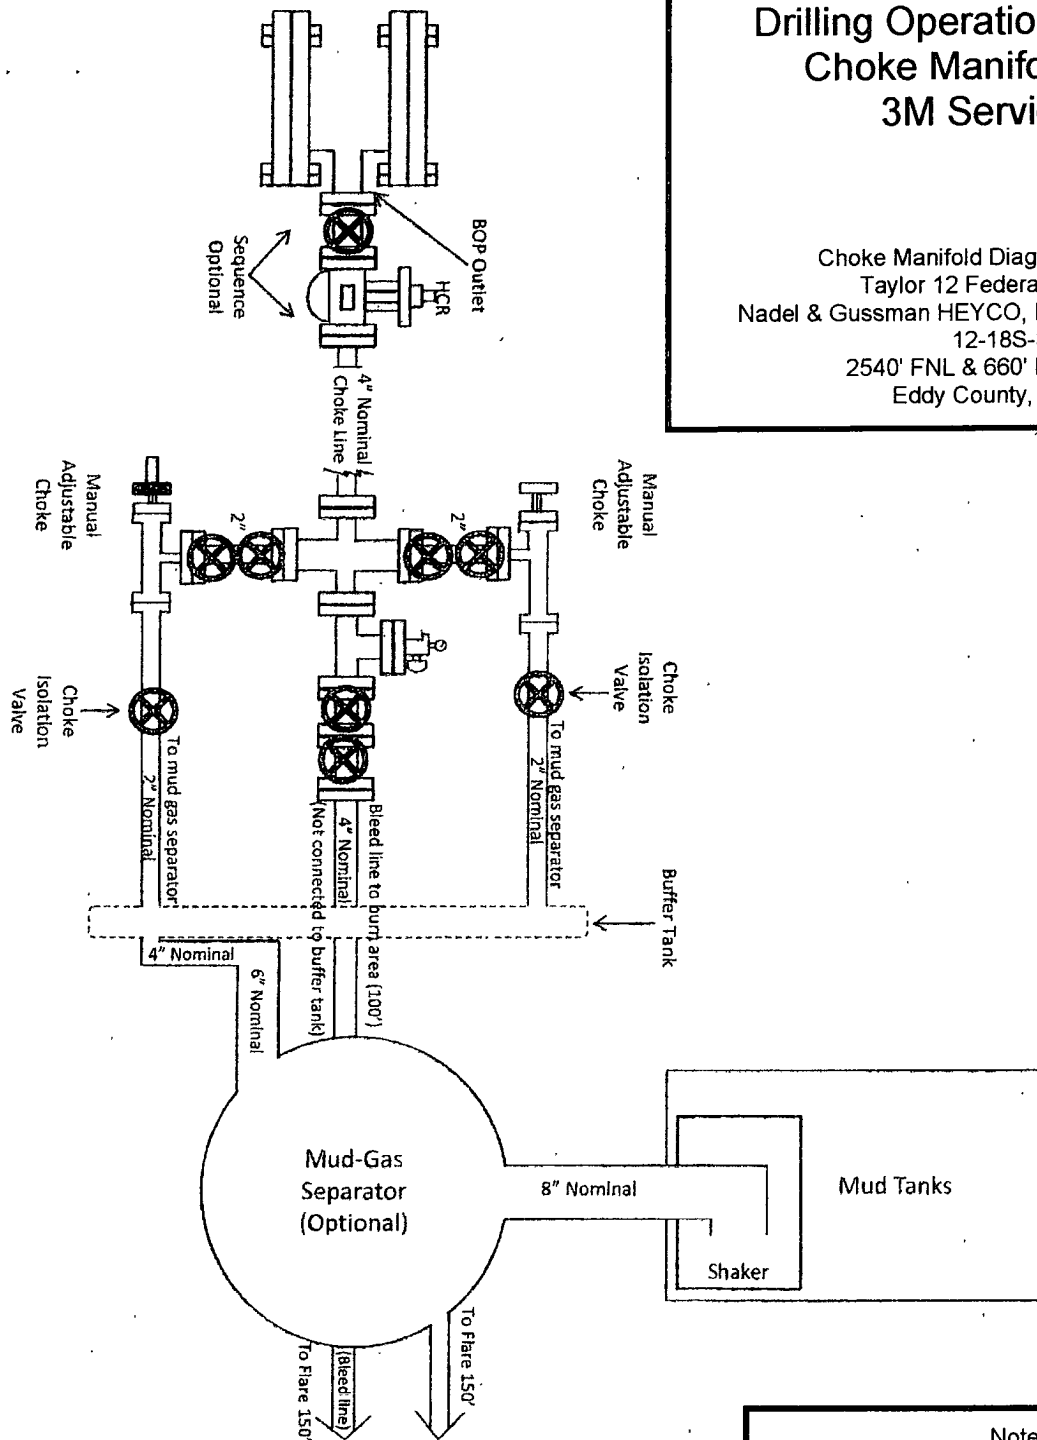 Drilling Operatio
Choke Manifo
3M Servi
Choke Manifold Diag
Taylor 12 Federa
Nadel & Gussman HEYCO,
12-18S-
2540' FNL & 660'
Eddy County,
BOP Outlet
HCR
Sequence
Optional
4" Nominal
Choke Line
Manual
Adjustable
Choke
Manual
Adjustable
Choke
2"
2"
Choke
Isolation
Valve
Choke
Isolation
Valve
To mud gas separator
2" Nominal
To mud gas separator
2" Nominal
Bleed line to burn area (100')
4" Nominal
(Not connected to buffer tank)
Buffer Tank
4" Nominal
6" Nominal
Mud-Gas
Separator
(Optional)
8" Nominal
Mud Tanks
Shaker
To Flare 150'
(Bleed line)
To Flare 150'
Note